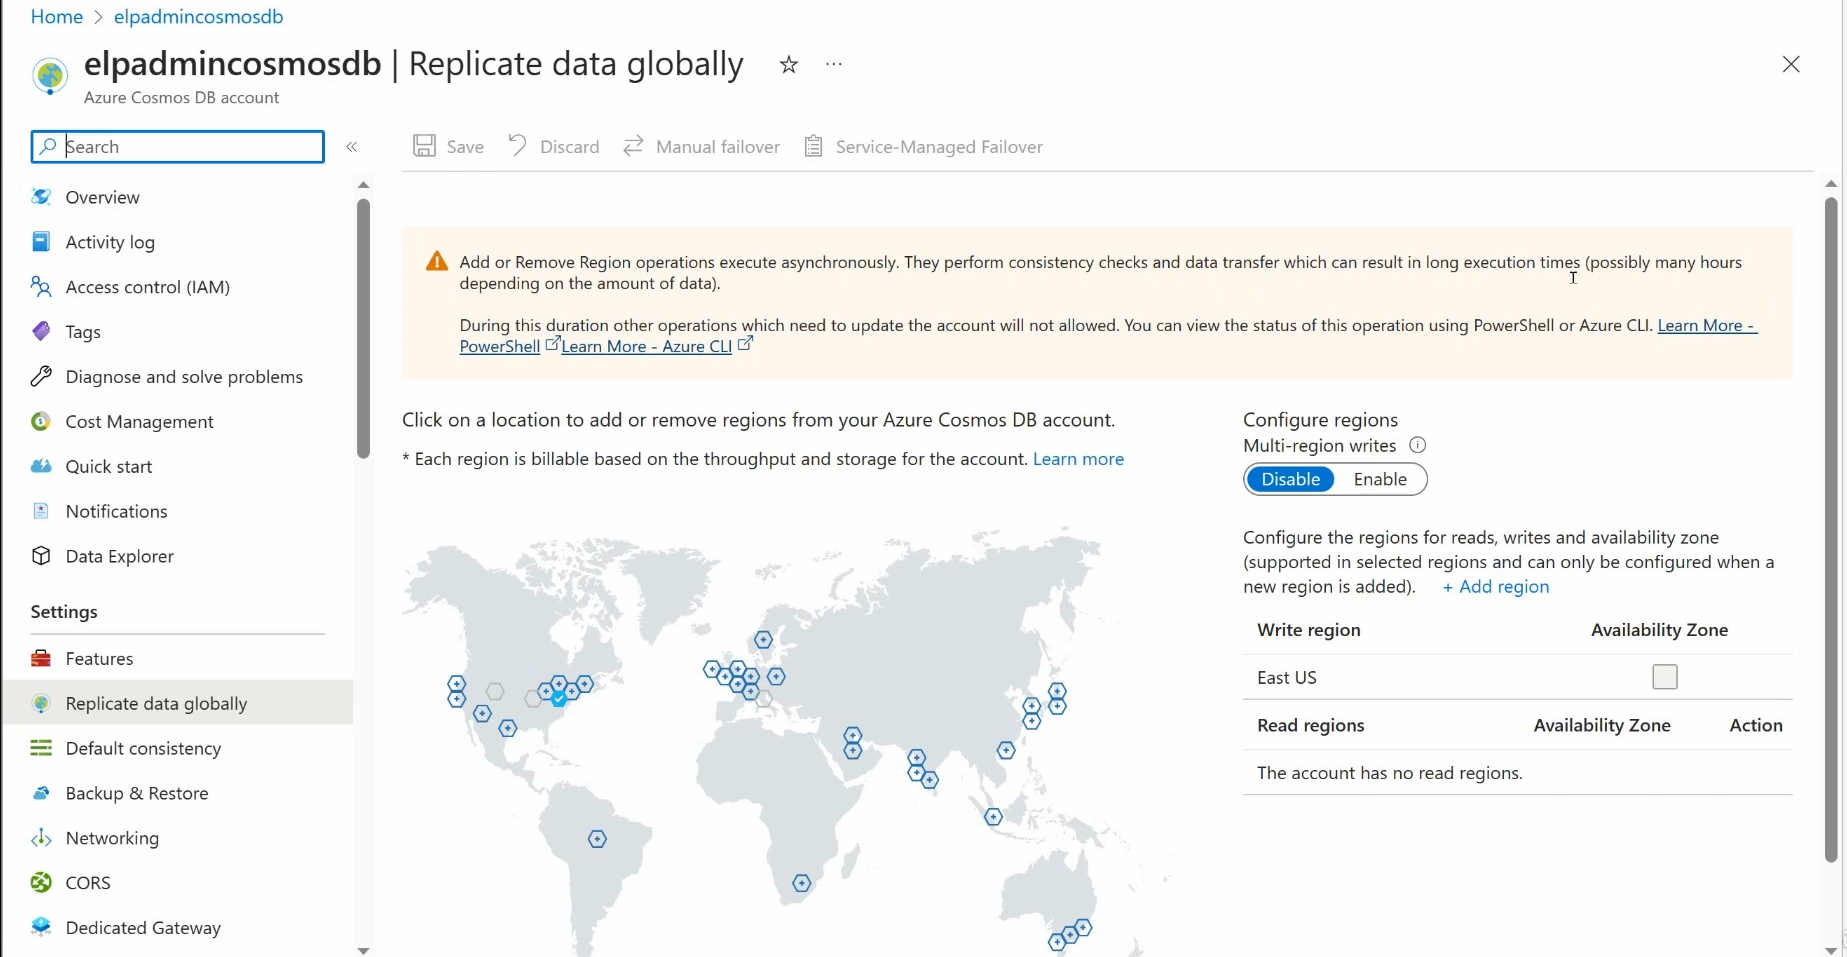 Home > elpadmincosmosdb
elpadmincosmosdb | Replicate data globally
Azure Cosmos DB account
Search
Save
Discard
Manual failover
Service-Managed Failover
Overview
Activity log
Access control (IAM)
Tags
Diagnose and solve problems
Cost Management
Quick start
Notifications
Data Explorer
Settings
Features
Replicate data globally
Default consistency
Backup & Restore
Networking
CORS
Dedicated Gateway
Add or Remove Region operations execute asynchronously. They perform consistency checks and data transfer which can result in long execution times (possibly many hours
depending on the amount of data).
During this duration other operations which need to update the account will not allowed. You can view the status of this operation using PowerShell or Azure CLI. Learn More -
PowerShell Learn More - Azure CLI
Click on a location to add or remove regions from your Azure Cosmos DB account.
* Each region is billable based on the throughput and storage for the account. Learn more
Configure regions
Multi-region writes
Disable Enable
Configure the regions for reads, writes and availability zone
(supported in selected regions and can only be configured when a
new region is added). + Add region
Write region Availability Zone
East US
Read regions Availability Zone Action
The account has no read regions.